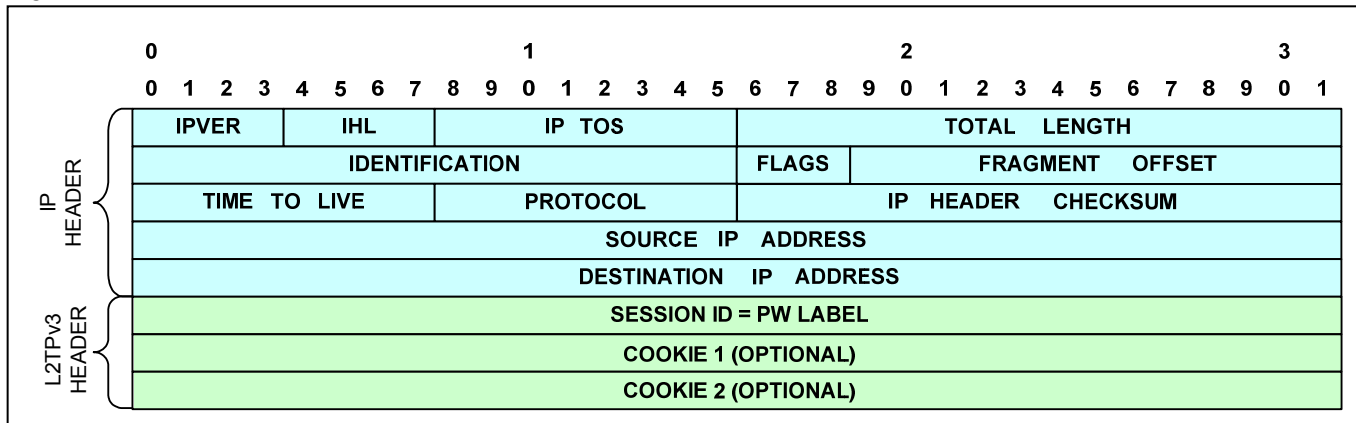 0 1 2 3
0 1 2 3 4 5 6 7 8 9 0 1 2 3 4 5 6 7 8 9 0 1 2 3 4 5 6 7 8 9 0 1
IP HEADER
IPVER IHL IP TOS TOTAL LENGTH
IDENTIFICATION FLAGS FRAGMENT OFFSET
TIME TO LIVE PROTOCOL IP HEADER CHECKSUM
SOURCE IP ADDRESS
DESTINATION IP ADDRESS
L2TPv3 HEADER
SESSION ID = PW LABEL
COOKIE 1 (OPTIONAL)
COOKIE 2 (OPTIONAL)